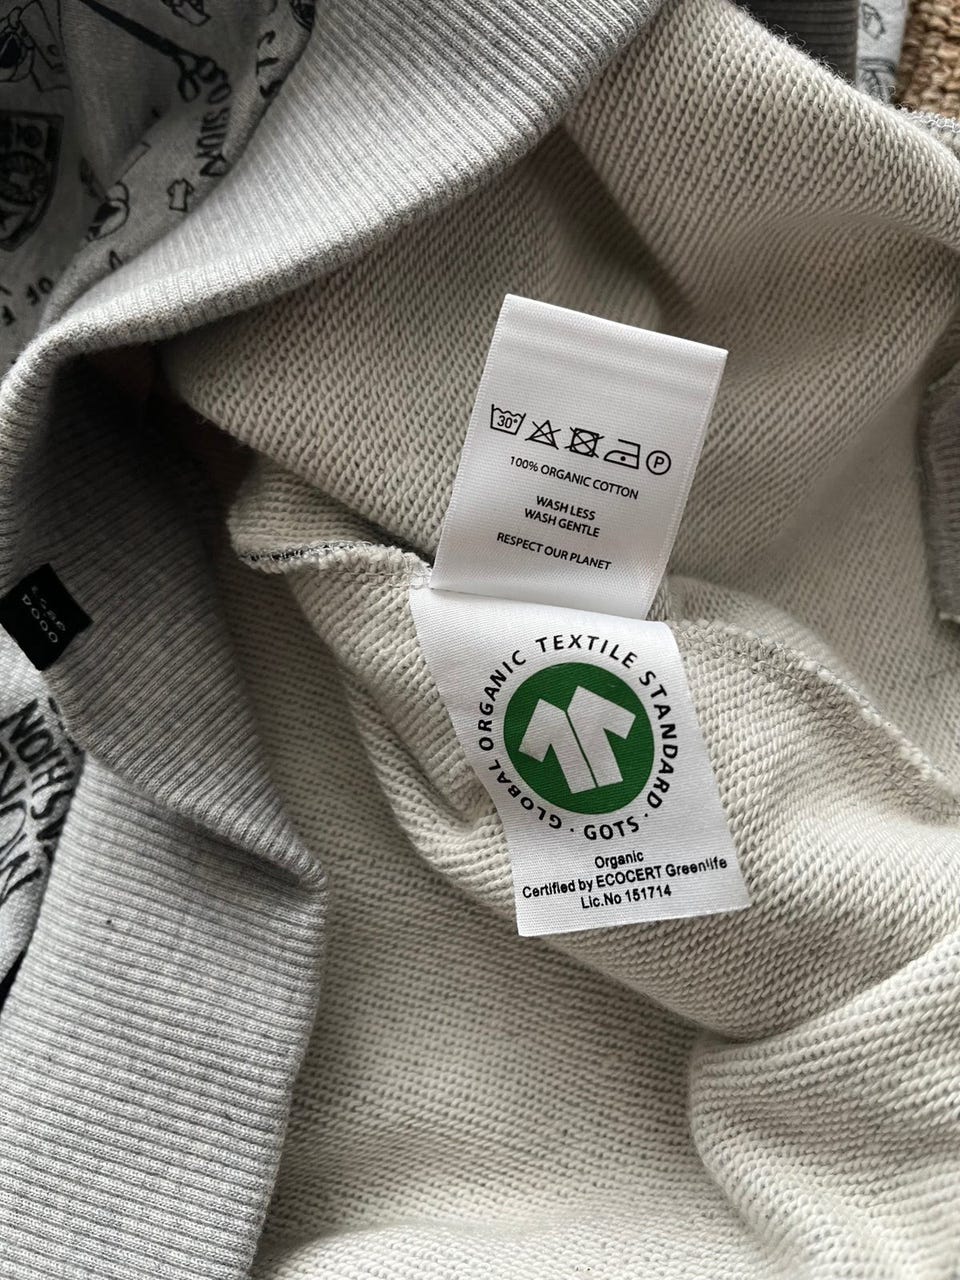 30°
P
100% ORGANIC COTTON
WASH LESS
WASH GENTLE
RESPECT OUR PLANET
GLOBAL ORGANIC TEXTILE STANDARD · GOTS ·
Organic
Certified by ECOCERT Greenlife
Lic.No 151714
OF F